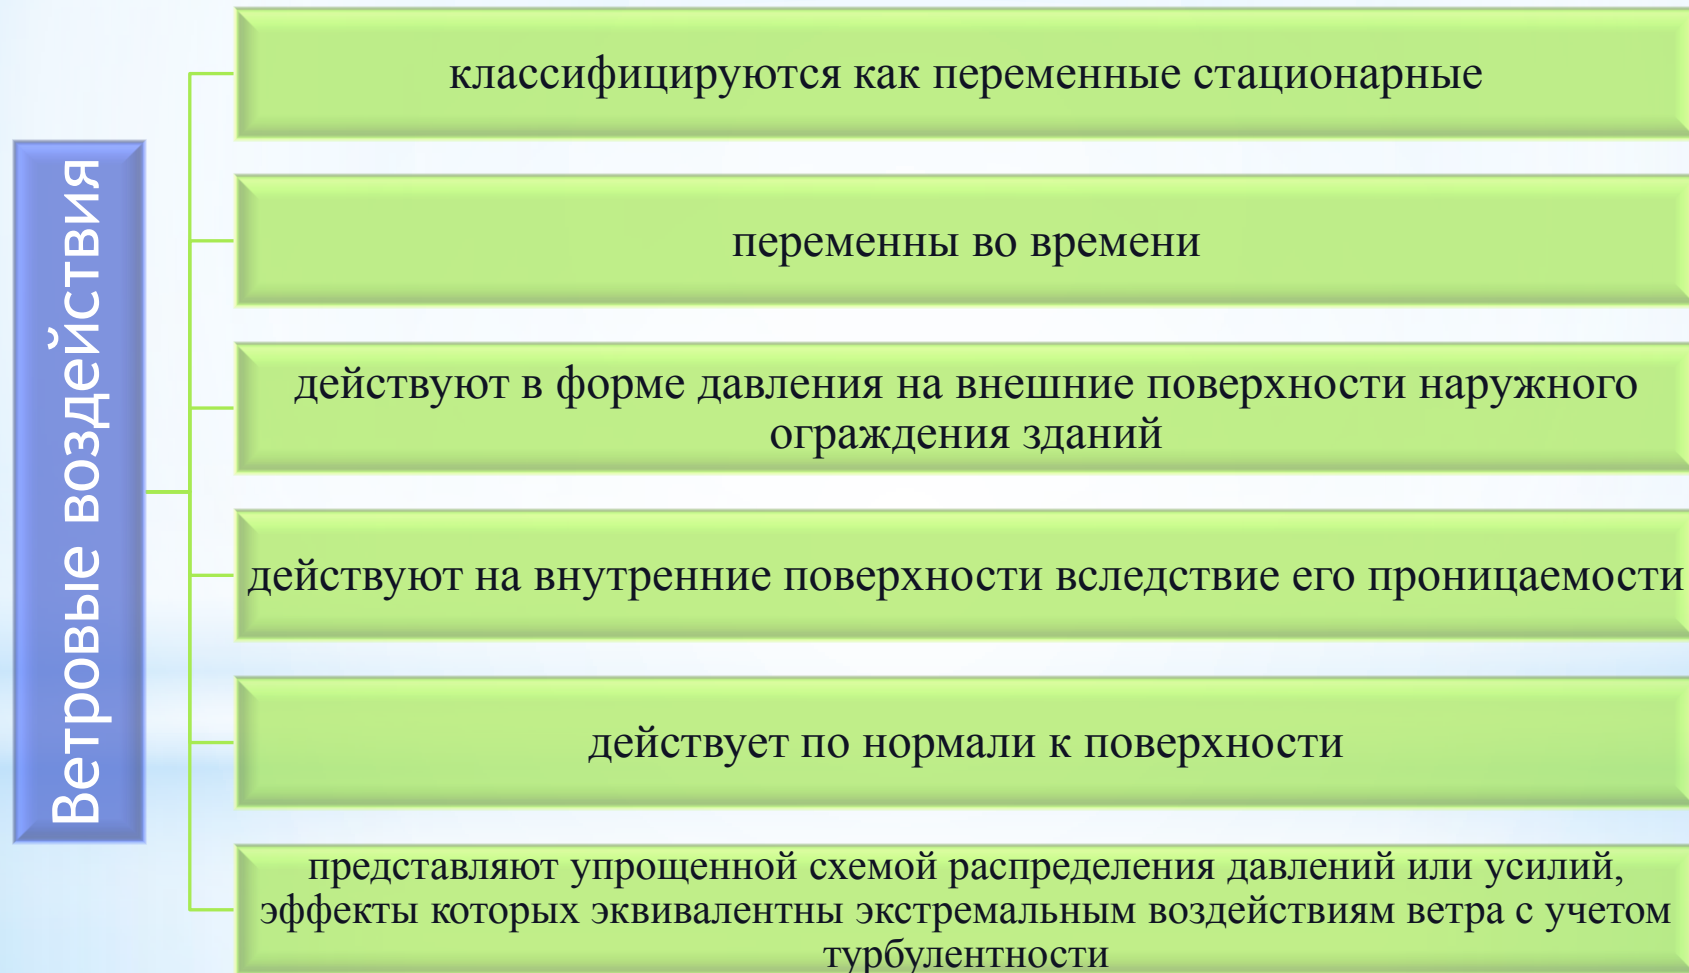 Ветровые воздействия
классифицируются как переменные стационарные
переменны во времени
действуют в форме давления на внешние поверхности наружного
ограждения зданий
действуют на внутренние поверхности вследствие его проницаемости
действует по нормали к поверхности
представляют упрощенной схемой распределения давлений или усилий,
эффекты которых эквивалентны экстремальным воздействиям ветра с учетом
турбулентности